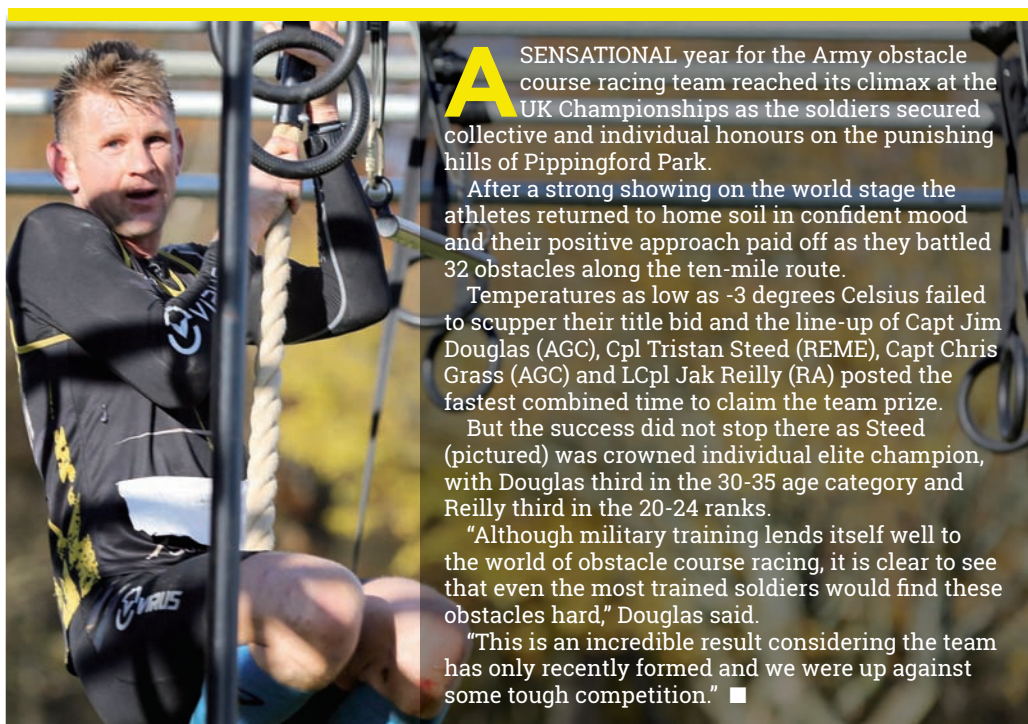 A SENSATIONAL year for the Army obstacle
course racing team reached its climax at the
UK Championships as the soldiers secured
collective and individual honours on the punishing
hills of Pippingford Park.
After a strong showing on the world stage the
athletes returned to home soil in confident mood
and their positive approach paid off as they battled
32 obstacles along the ten-mile route.
Temperatures as low as -3 degrees Celsius failed
to scupper their title bid and the line-up of Capt Jim
Douglas (AGC), Cpl Tristan Steed (REME), Capt Chris
Grass (AGC) and LCpl Jak Reilly (RA) posted the
fastest combined time to claim the team prize.
But the success did not stop there as Steed
(pictured) was crowned individual elite champion,
with Douglas third in the 30-35 age category and
Reilly third in the 20-24 ranks.
“Although military training lends itself well to
the world of obstacle course racing, it is clear to see
that even the most trained soldiers would find these
obstacles hard,” Douglas said.
“This is an incredible result considering the team
has only recently formed and we were up against
some tough competition.” ■
VIRUS
VIRUS